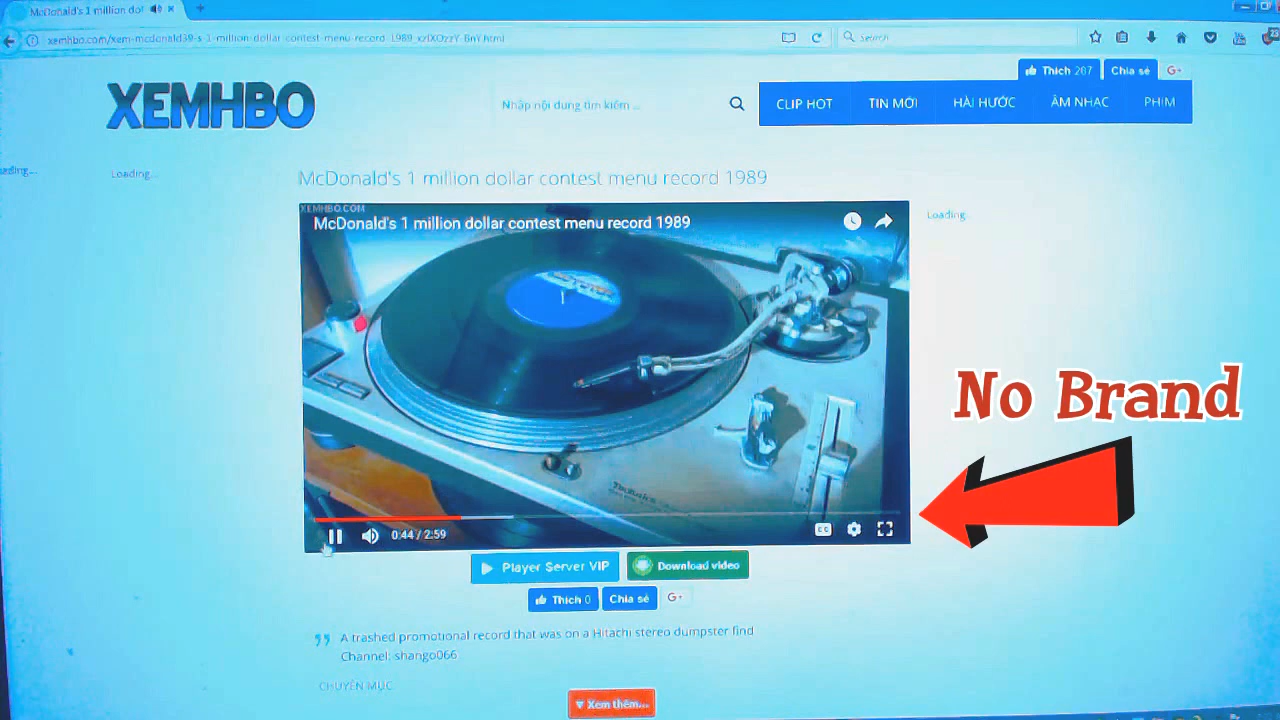 McDonald's 1 million dol
xemhbo.com/xem-mcdonald39-s-1-million-dollar-contest-menu-record-1989_
Search
Thích 267 Chia sẻ G+
XEMHBO
Nhập nội dung tìm kiếm ...
CLIP HOT TIN MỚI HÀI HƯỚC ÂM NHẠC PHIM
Loading...
McDonald's 1 million dollar contest menu record 1989
XEMHBO.COM
McDonald's 1 million dollar contest menu record 1989
Loading
No Brand
Technics
CC
0:44 / 2:59
Player Server VIP Download video
Thích 0 Chia sẻ G+
A trashed promotional record that was on a Hitachi stereo dumpster find
Channel: shango066
CHUYÊN MỤC
Xem thêm...